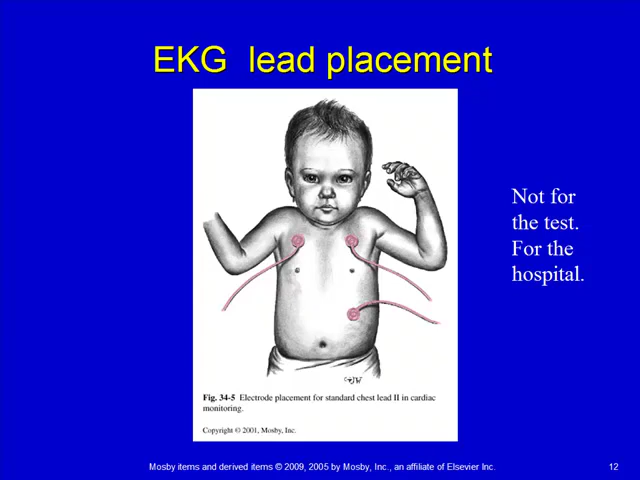 EKG  lead placement
Not for
the test.
For the
hospital.
Fig. 34-5  Electrode placement for standard chest lead II in cardiac
monitoring.
Copyright © 2001, Mosby, Inc.
Mosby items and derived items © 2009, 2005 by Mosby, Inc., an affiliate of Elsevier Inc.
12